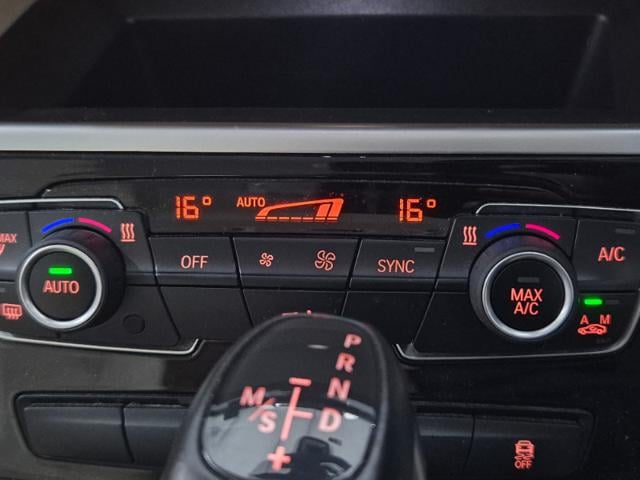 16° AUTO 16°
MAX
OFF SYNC A/C
AUTO MAX
A/C
A M
P
R
N
D
M/S
–
+
OFF